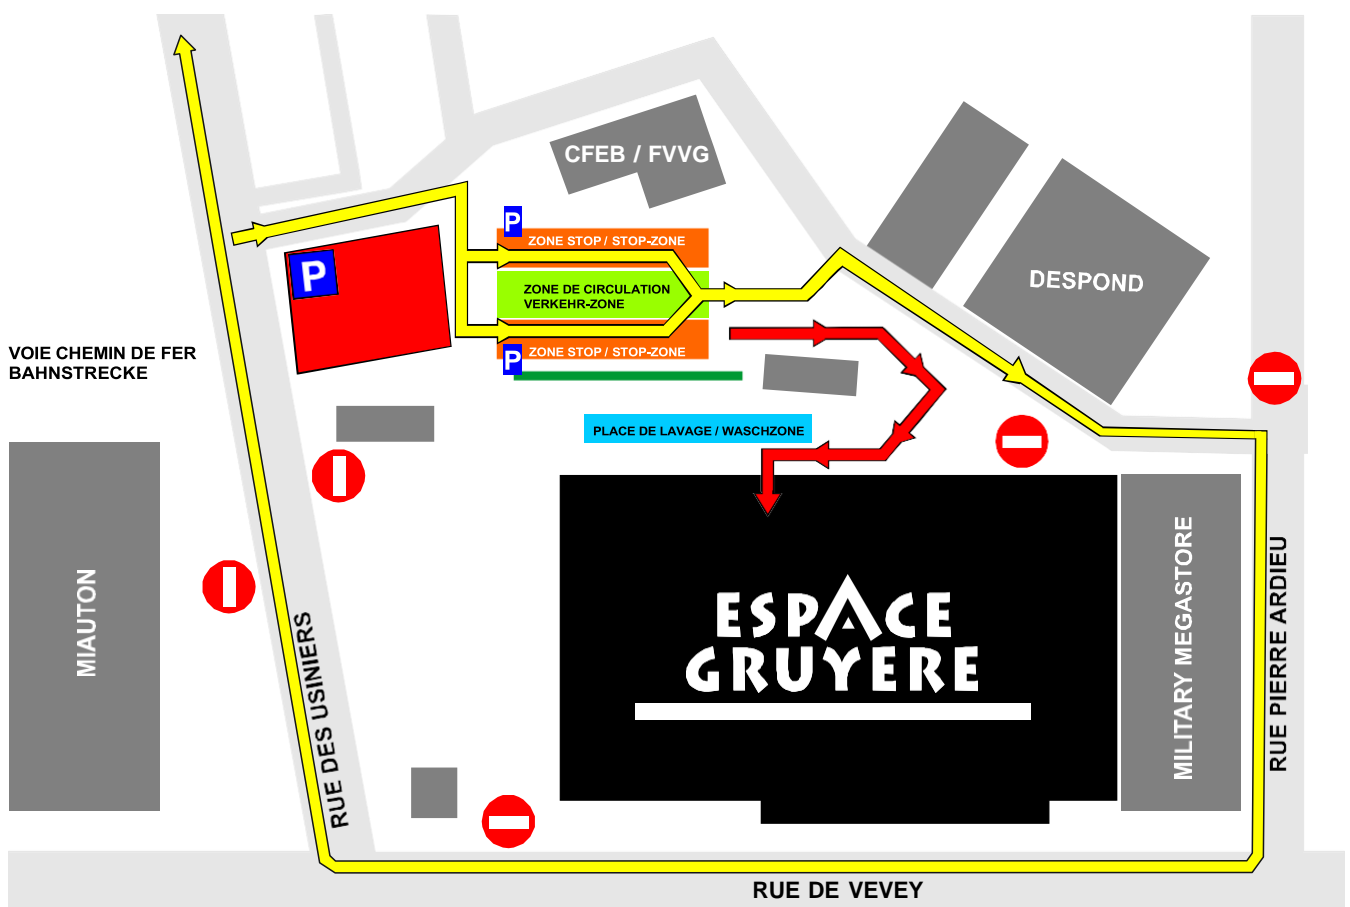 CFEB / FVVG
P
ZONE STOP / STOP-ZONE
P
DESPOND
ZONE DE CIRCULATION
VERKEHR-ZONE
ZONE STOP / STOP-ZONE
P
VOIE CHEMIN DE FER
BAHNSTRECKE
PLACE DE LAVAGE / WASCHZONE
MIAUTON
RUE DES USINIERS
ESPACE
GRUYERE
MILITARY MEGASTORE
RUE PIERRE ARDIEU
RUE DE VEVEY